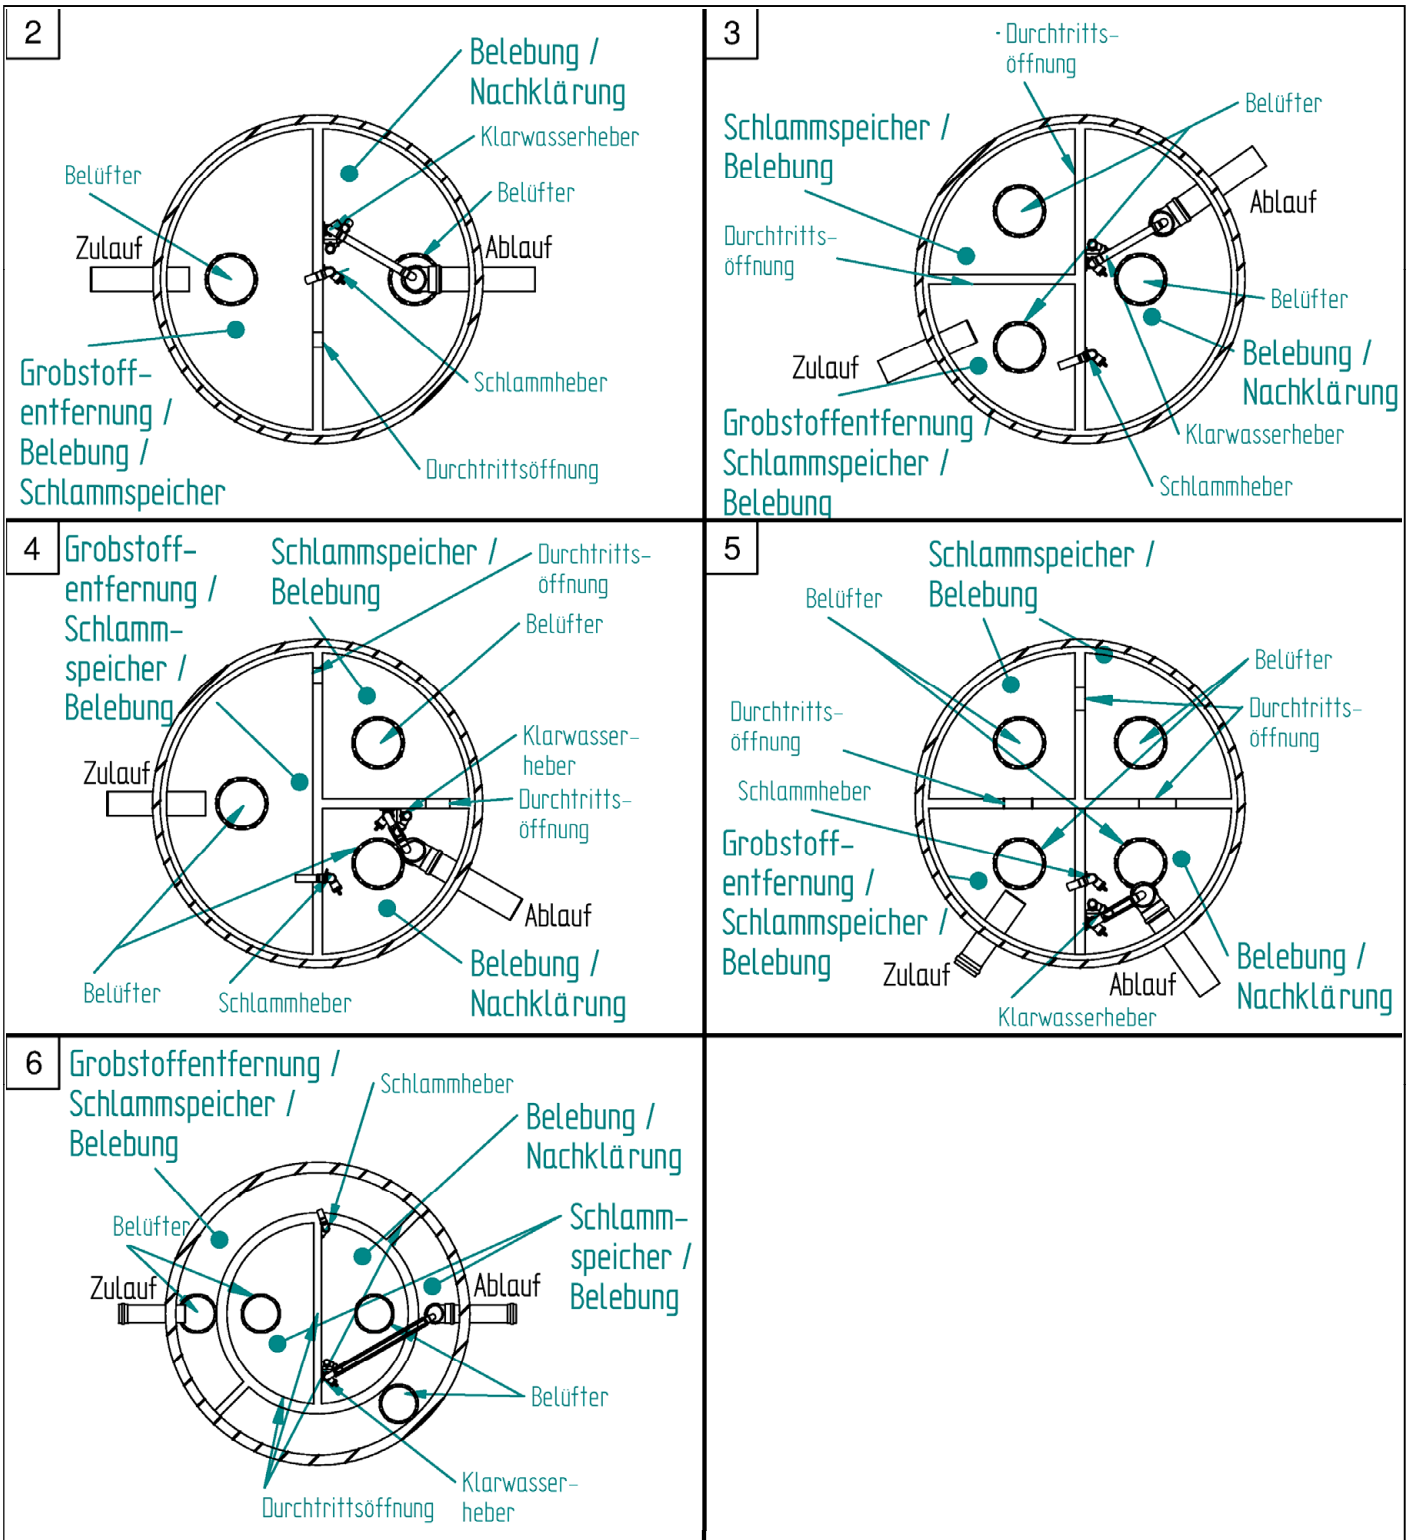 2
Belebung /
Nachklärung
Klarwasserheber
Belüfter
Belüfter
Zulauf
Ablauf
Grobstoff-
entfernung /
Belebung /
Schlammspeicher
Schlammheber
Durchtrittsöffnung
3
- Durchtritts-
öffnung
Belüfter
Schlammspeicher /
Belebung
Ablauf
Durchtritts-
öffnung
Belüfter
Zulauf
Belebung /
Nachklärung
Grobstoffentfernung /
Schlammspeicher /
Belebung
Klarwasserheber
Schlammheber
4
Grobstoff-
entfernung /
Schlamm-
speicher /
Belebung
Schlammspeicher /
Belebung
Durchtritts-
öffnung
Belüfter
Klarwasser-
heber
Zulauf
Durchtritts-
öffnung
Ablauf
Belüfter
Schlammheber
Belebung /
Nachklärung
5
Schlammspeicher /
Belebung
Belüfter
Belüfter
Durchtritts-
öffnung
Durchtritts-
öffnung
Schlammheber
Grobstoff-
entfernung /
Schlammspeicher /
Belebung
Zulauf
Ablauf
Belebung /
Nachklärung
Klarwasserheber
6
Grobstoffentfernung /
Schlammspeicher /
Belebung
Schlammheber
Belebung /
Nachklärung
Belüfter
Schlamm-
speicher /
Belebung
Zulauf
Ablauf
Belüfter
Durchtrittsöffnung
Klarwasser-
heber